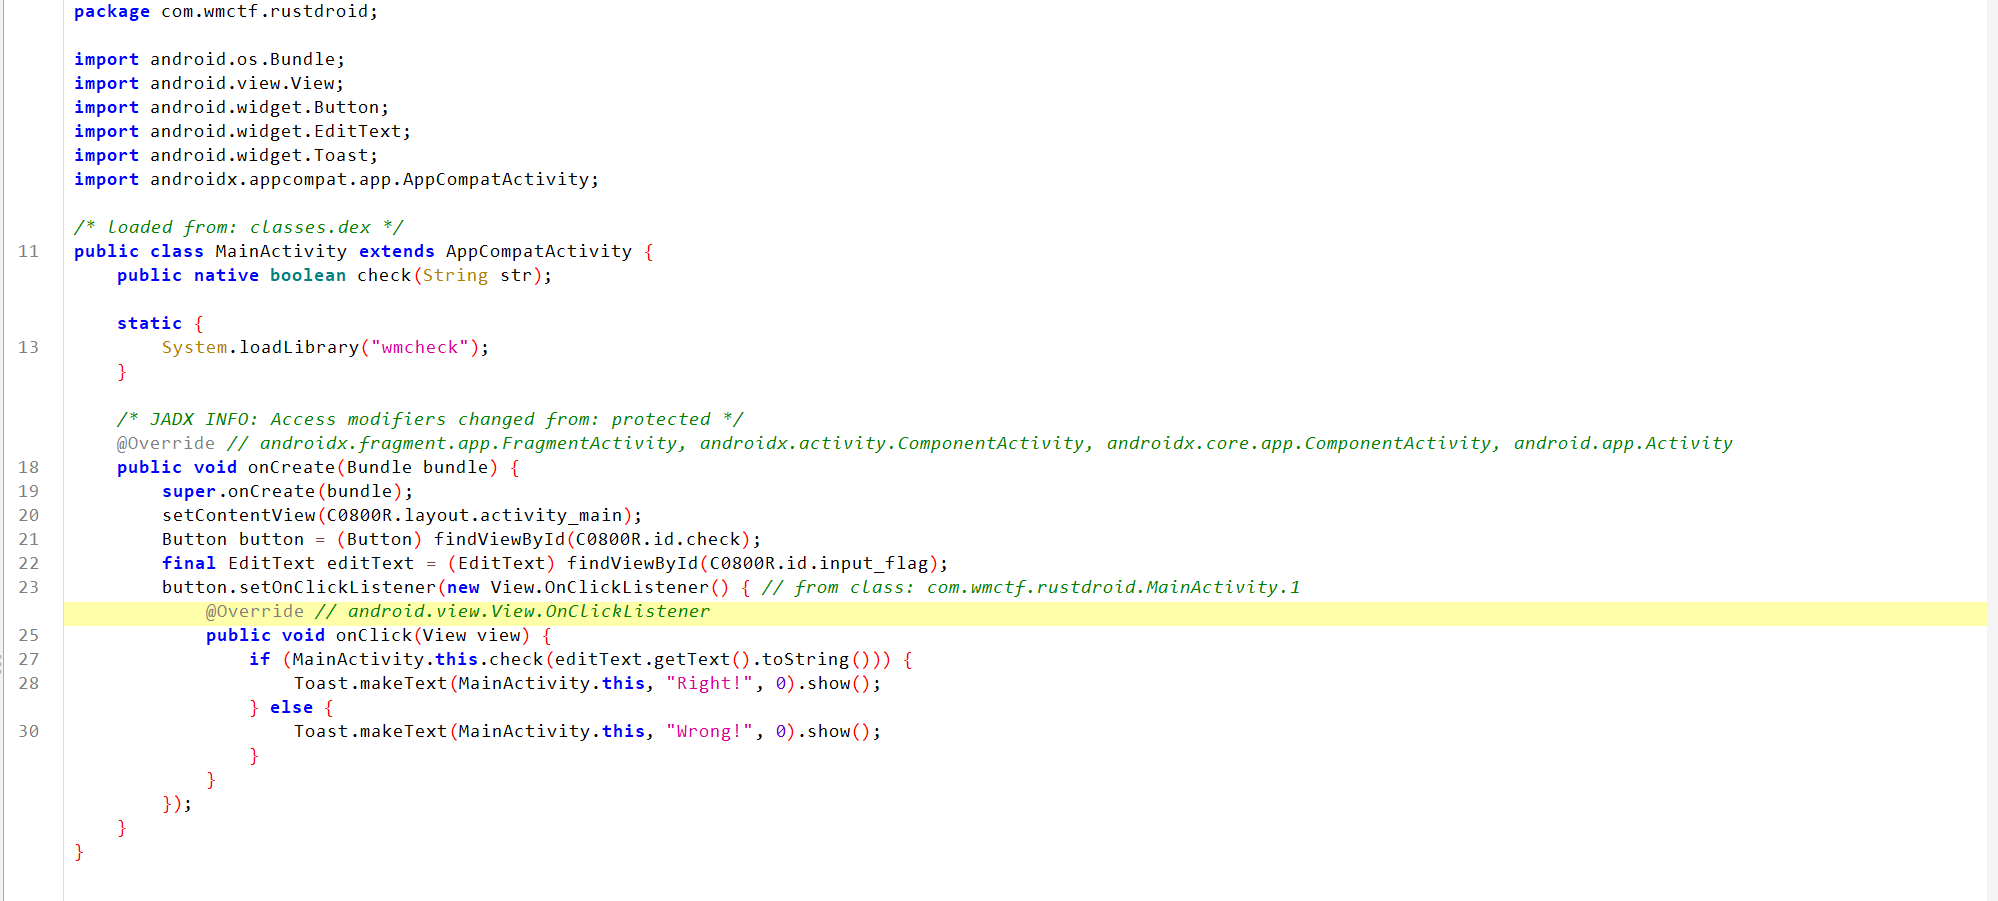 package com.wmctf.rustdroid;
import android.os.Bundle;
import android.view.View;
import android.widget.Button;
import android.widget.EditText;
import android.widget.Toast;
import androidx.appcompat.app.AppCompatActivity;
/* loaded from: classes.dex */
11 public class MainActivity extends AppCompatActivity {
public native boolean check(String str);
static {
13 System.loadLibrary("wmcheck");
}
/* JADX INFO: Access modifiers changed from: protected */
@Override // androidx.fragment.app.FragmentActivity, androidx.activity.ComponentActivity, androidx.core.app.ComponentActivity, android.app.Activity
18 public void onCreate(Bundle bundle) {
19 super.onCreate(bundle);
20 setContentView(C0800R.layout.activity_main);
21 Button button = (Button) findViewById(C0800R.id.check);
22 final EditText editText = (EditText) findViewById(C0800R.id.input_flag);
23 button.setOnClickListener(new View.OnClickListener() { // from class: com.wmctf.rustdroid.MainActivity.1
@Override // android.view.View.OnClickListener
25 public void onClick(View view) {
27 if (MainActivity.this.check(editText.getText().toString())) {
28 Toast.makeText(MainActivity.this, "Right!", 0).show();
} else {
30 Toast.makeText(MainActivity.this, "Wrong!", 0).show();
}
}
});
}
}